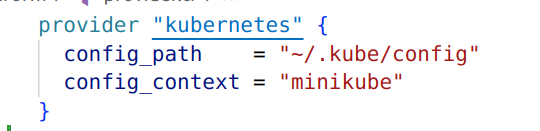 provider "kubernetes" {
  config_path    = "~/.kube/config"
  config_context = "minikube"
}